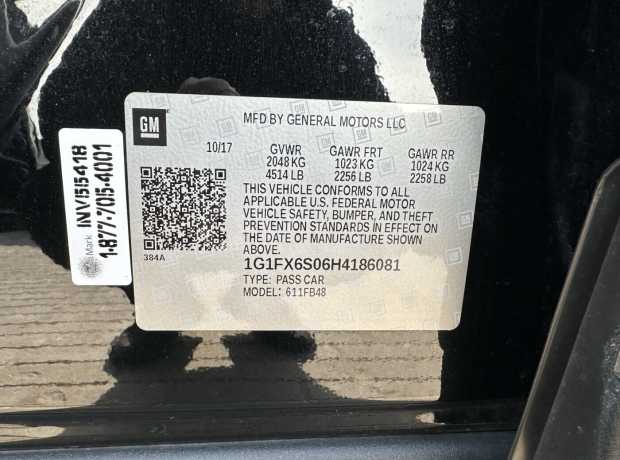 GM
MFD BY GENERAL MOTORS LLC
10/17 GVWR GAWR FRT GAWR RR
2048 KG 1023 KG 1024 KG
4514 LB 2256 LB 2258 LB
THIS VEHICLE CONFORMS TO ALL
APPLICABLE U.S. FEDERAL MOTOR
VEHICLE SAFETY, BUMPER, AND THEFT
PREVENTION STANDARDS IN EFFECT ON
THE DATE OF MANUFACTURE SHOWN
ABOVE.
384A
1G1FX6S06H4186081
TYPE: PASS CAR
MODEL: 611FB48
INV155418
1-877-705-4001
Mark